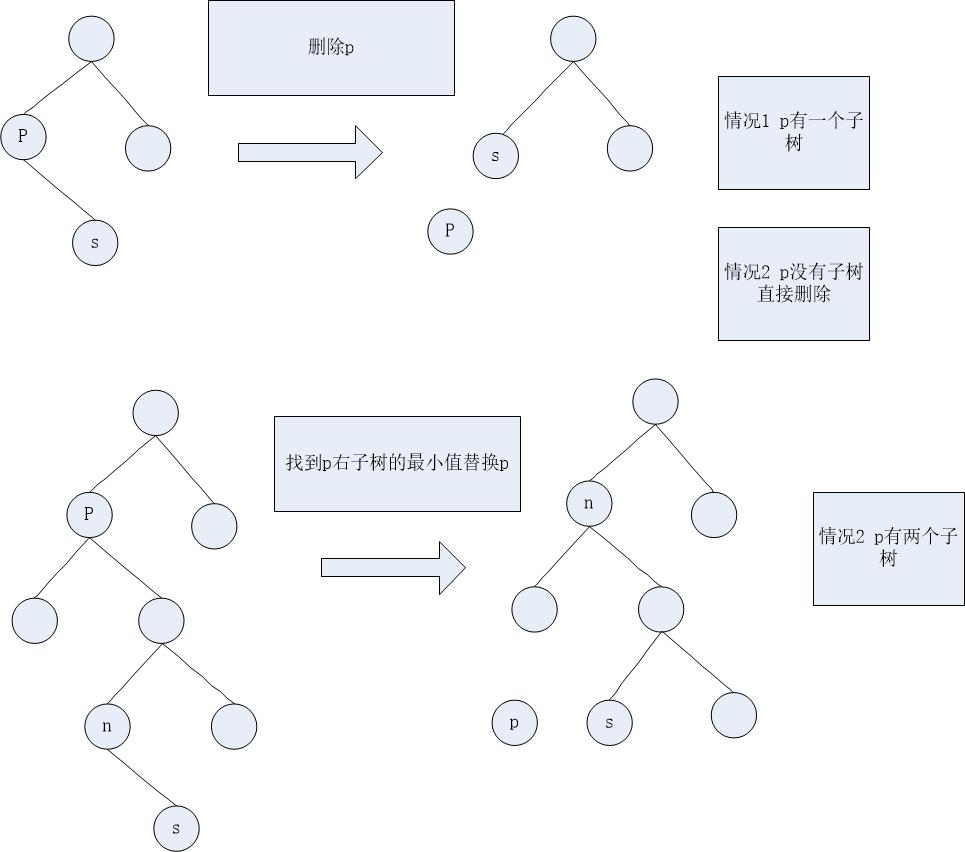 删除p
情况1 p有一个子
树
P
s
P
s
情况2 p没有子树
直接删除
找到p右子树的最小值替换p
P
n
情况2 p有两个子
树
n
s
p
s